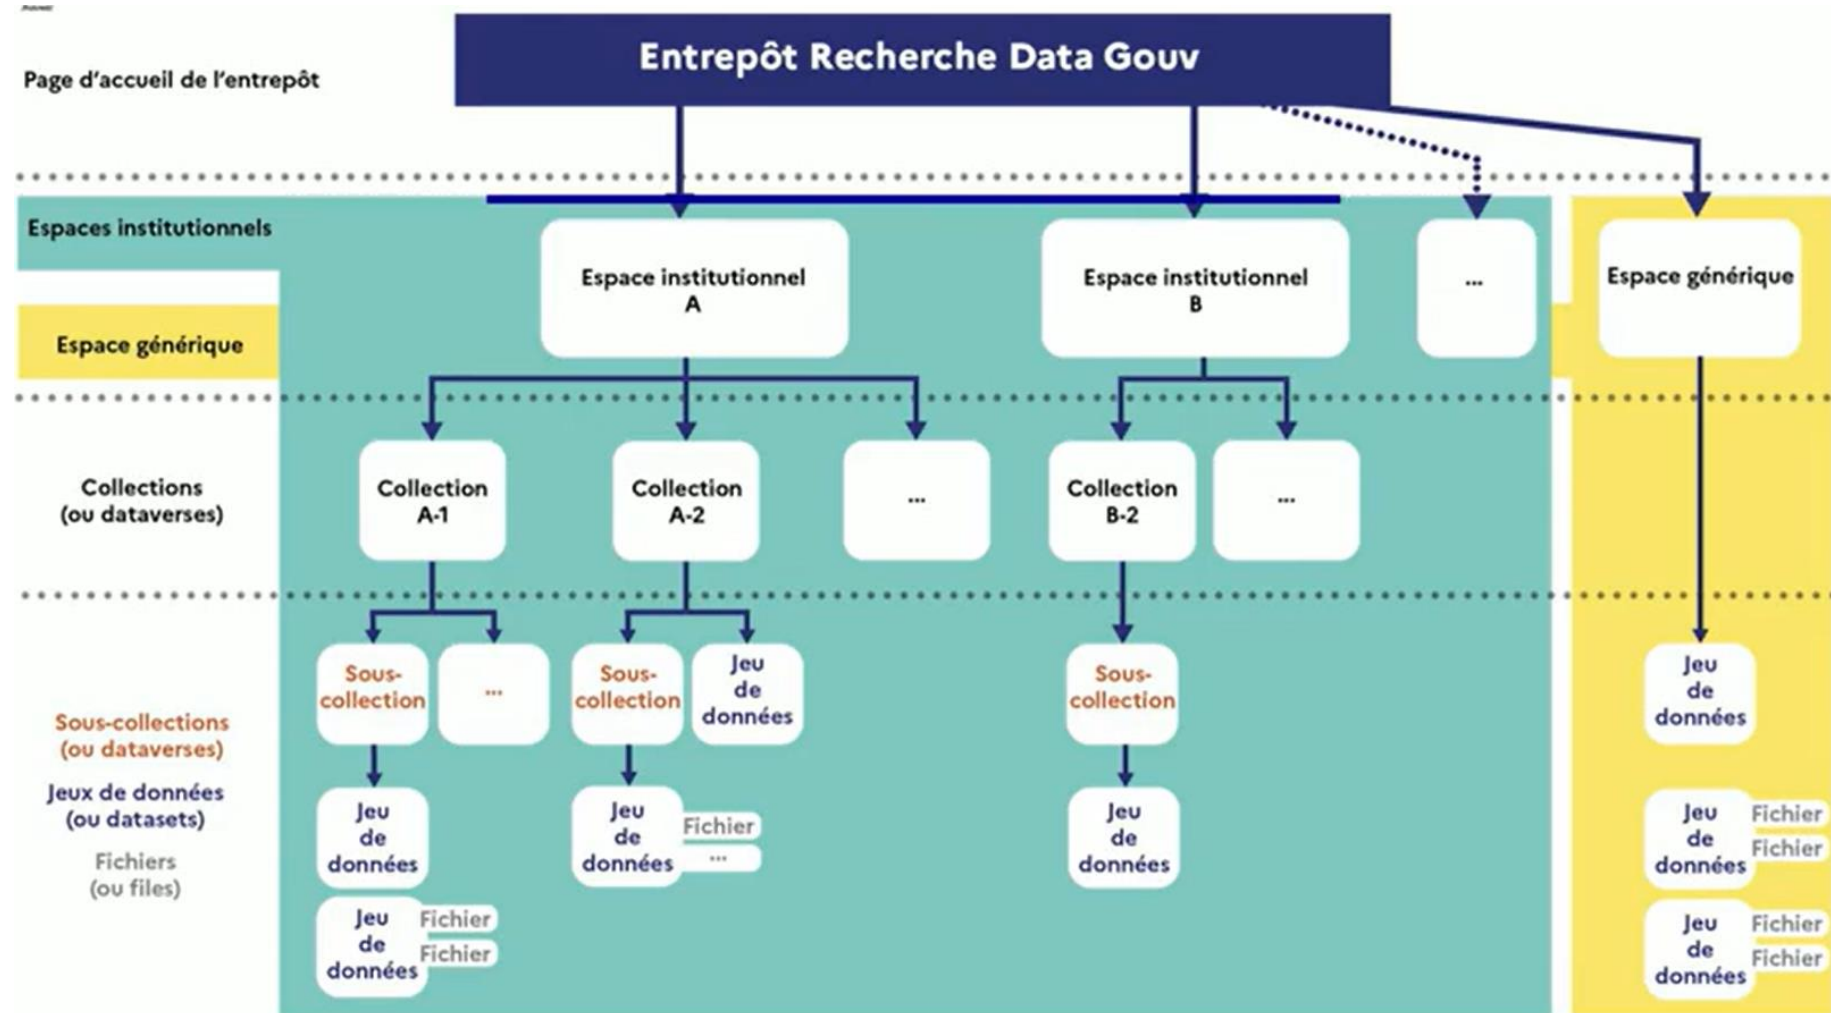 Entrepôt Recherche Data Gouv
Page d'accueil de l'entrepôt
Espaces institutionnels
Espace générique
Espace institutionnel
A
Espace institutionnel
B
...
Espace générique
Collections
(ou dataverses)
Collection
A-1
Collection
A-2
...
Collection
B-2
...
Sous-collections
(ou dataverses)
Jeux de données
(ou datasets)
Fichiers
(ou files)
Sous-
collection
...
Sous-
collection
Jeu
de
données
Sous-
collection
Jeu
de
données
Jeu
de
données
Jeu
de
données
Fichier
...
Jeu
de
données
Jeu
de
données
Fichier
Fichier
Jeu
de
données
Fichier
Fichier
Jeu
de
données
Fichier
Fichier